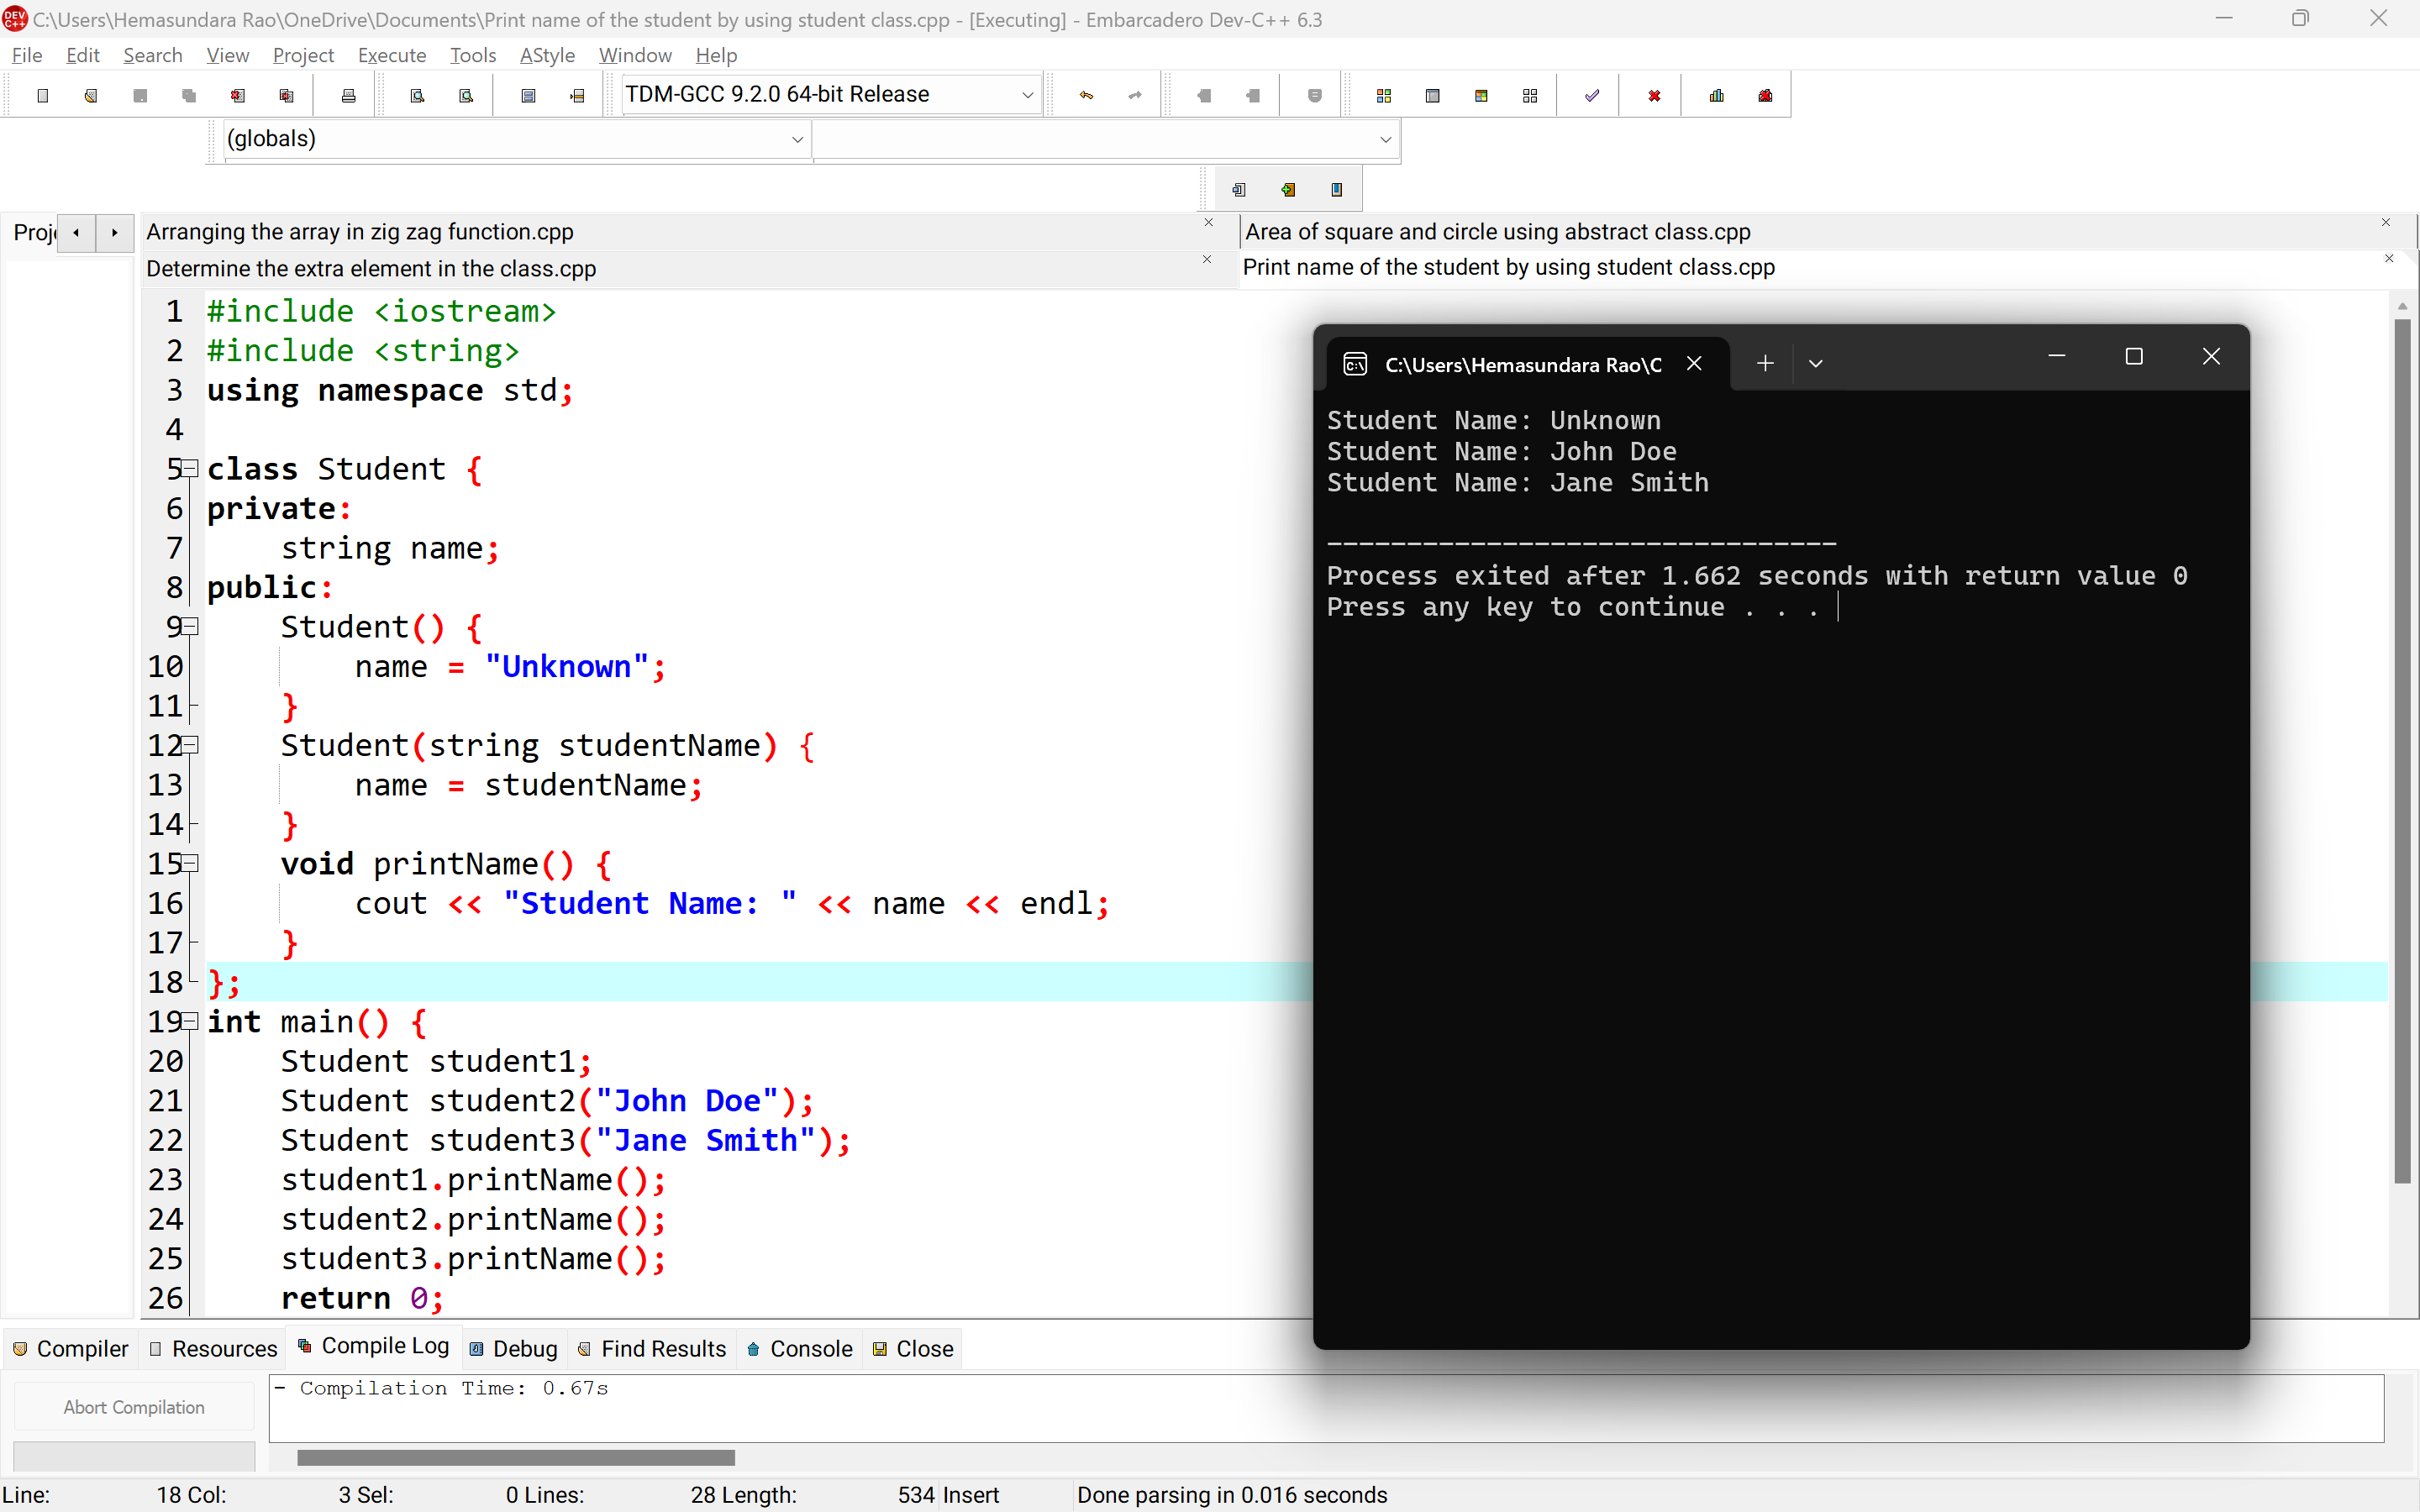 C:\Users\Hemasundara Rao\OneDrive\Documents\Print name of the student by using student class.cpp - [Executing] - Embarcadero Dev-C++ 6.3
File Edit Search View Project Execute Tools AStyle Window Help
TDM-GCC 9.2.0 64-bit Release
(globals)
Arranging the array in zig zag function.cpp
Area of square and circle using abstract class.cpp
Determine the extra element in the class.cpp
Print name of the student by using student class.cpp
1 #include <iostream>
2 #include <string>
3 using namespace std;
4
5 class Student {
6 private:
7     string name;
8 public:
9     Student() {
10         name = "Unknown";
11     }
12     Student(string studentName) {
13         name = studentName;
14     }
15     void printName() {
16         cout << "Student Name: " << name << endl;
17     }
18 };
19 int main() {
20     Student student1;
21     Student student2("John Doe");
22     Student student3("Jane Smith");
23     student1.printName();
24     student2.printName();
25     student3.printName();
26     return 0;
C:\Users\Hemasundara Rao\C
Student Name: Unknown
Student Name: John Doe
Student Name: Jane Smith
--------------------------------
Process exited after 1.662 seconds with return value 0
Press any key to continue . . .
Compiler Resources Compile Log Debug Find Results Console Close
Abort Compilation
- Compilation Time: 0.67s
Line: 18 Col: 3 Sel: 0 Lines: 28 Length: 534 Insert Done parsing in 0.016 seconds